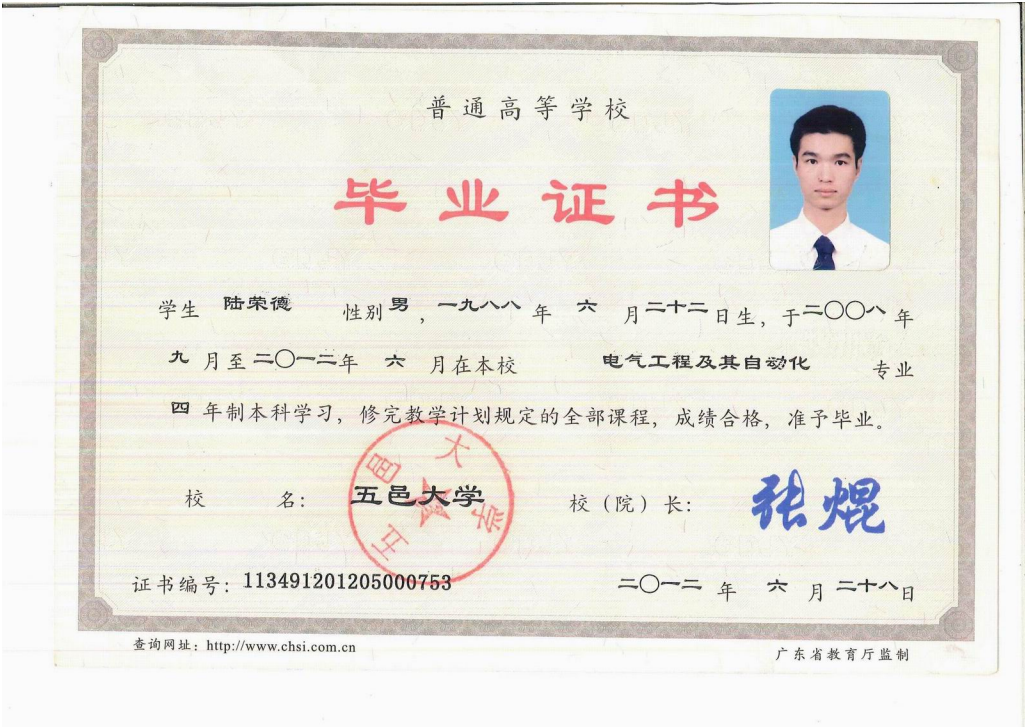 普通高等学校
毕业证书
学生 陆荣德 性别 男，一九八八年 六 月二十二日生，于二〇〇八年
九月至二〇一二年 六 月在本校 电气工程及其自动化 专业
四年制本科学习，修完教学计划规定的全部课程，成绩合格，准予毕业。
校 名：五邑大学 校（院）长：张焜
五邑大学
证书编号：113491201205000753 二〇一二年 六 月二十八日
查询网址：http://www.chsi.com.cn 广东省教育厅监制